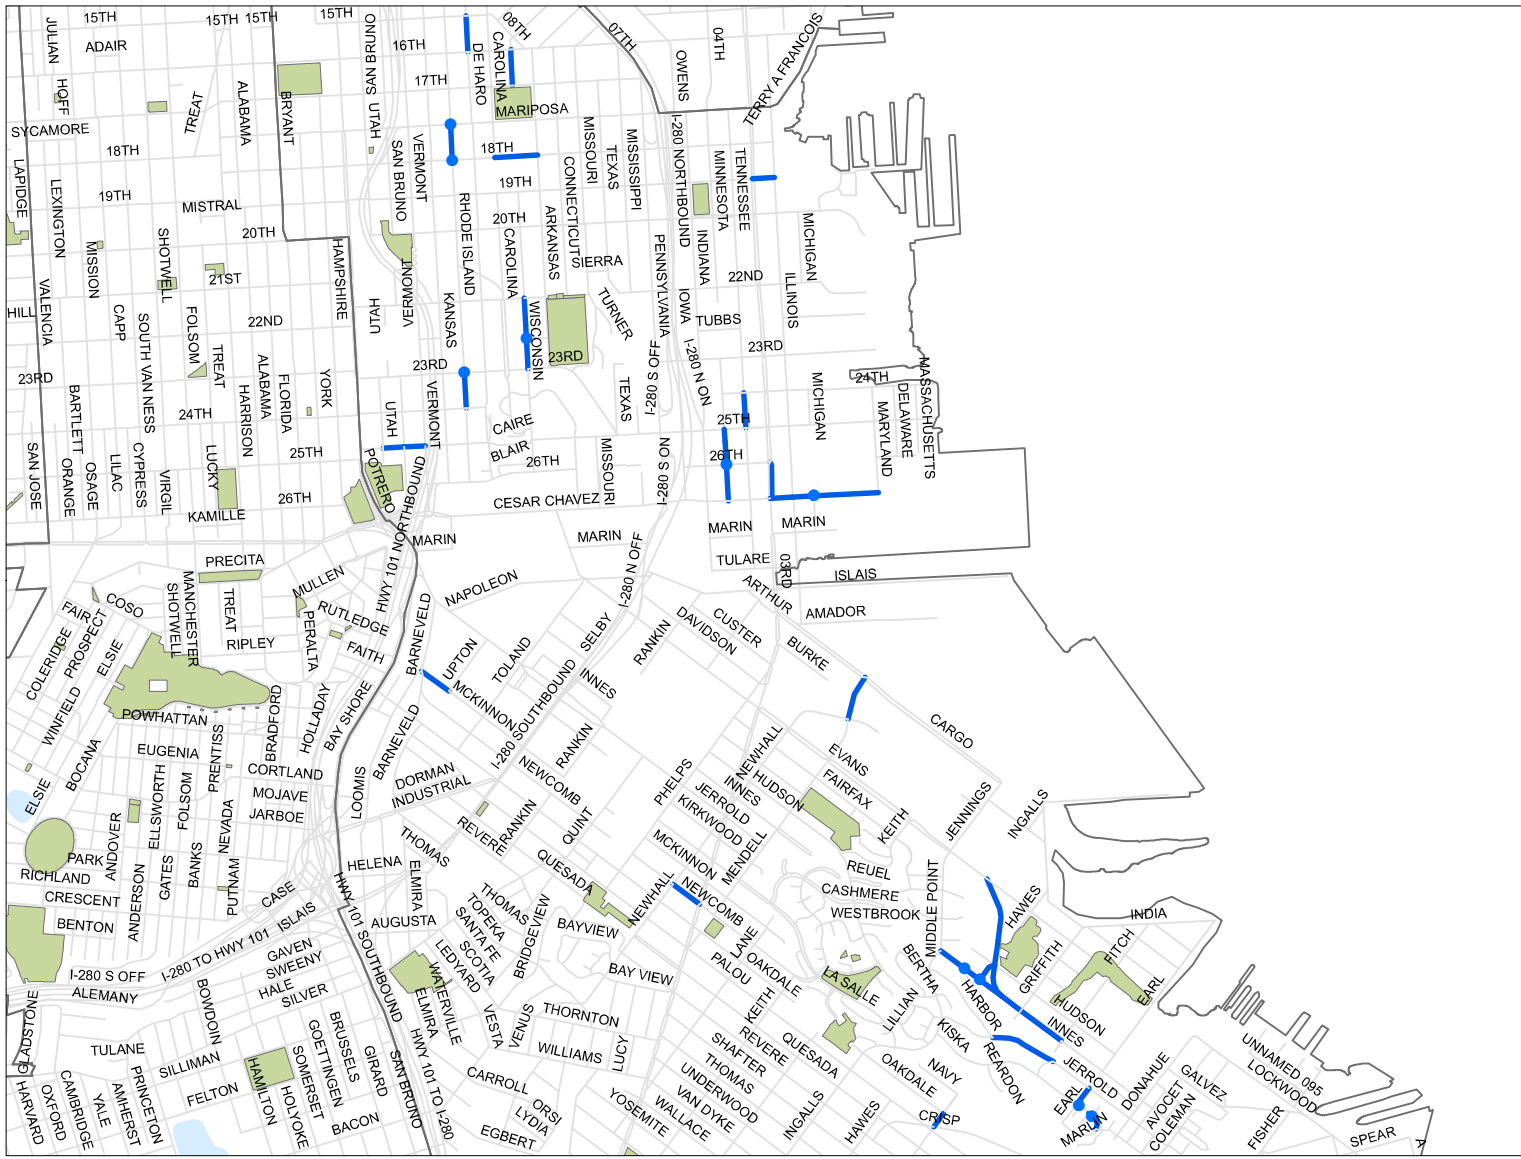 15TH
15TH
15TH
15TH
JULIAN
ADAIR
SAN BRUNO
16TH
DE HARO
CAROLINA
08TH
07TH
OWENS
04TH
TERRY A FRANCOIS
HOFF
TREAT
ALABAMA
BRYANT
UTAH
17TH
MARIPOSA
SYCAMORE
18TH
SAN BRUNO
VERMONT
18TH
MISSOURI
TEXAS
MISSISSIPPI
I-280 NORTHBOUND
MINNESOTA
TENNESSEE
LAPIDGE
LEXINGTON
19TH
MISTRAL
19TH
CONNECTICUT
20TH
RHODE ISLAND
20TH
ARKANSAS
CAROLINA
MICHIGAN
MISSION
SHOTWELL
HAMPSHIRE
VERMONT
SIERRA
PENNSYLVANIA
INDIANA
22ND
21ST
HILL
VALENCIA
CAPP
SOUTH VAN NESS
FOLSOM
22ND
UTAH
KANSAS
WISCONSIN
TURNER
IOWA
TUBBS
ILLINOIS
23RD
TREAT
ALABAMA
FLORIDA
YORK
23RD
23RD
I-280 S OFF
I-280 N ON
23RD
24TH
MASSACHUSETTS
BARTLETT
24TH
HARRISON
UTAH
VERMONT
CAIRE
TEXAS
25TH
MICHIGAN
MARYLAND
DELAWARE
SAN JOSE
ORANGE
OSAGE
LILAC
CYPRESS
VIRGIL
LUCKY
25TH
POTRERO
BLAIR
26TH
MISSOURI
I-280 S ON
26TH
26TH
KAMILLE
HWY 101 NORTHBOUND
CESAR CHAVEZ
MARIN
MARIN
MARIN
MARIN
PRECITA
TULARE
03RD
ISLAIS
MULLEN
NAPOLEON
I-280 N OFF
ARTHUR
AMADOR
FAIR
COSO
MANCHESTER
SHOTWELL
TREAT
RUTLEDGE
PERALTA
BARNEVELD
SELBY
RANKIN
DAVIDSON
CUSTER
BURKE
COLERIDGE
PROSPECT
ELSIE
RIPLEY
FAITH
UPTON
TOLAND
INNES
WINFIELD
POWHATTAN
BRADFORD
HOLLADAY
BAY SHORE
MCKINNON
I-280 SOUTHBOUND
CARGO
BOCANA
EUGENIA
PRENTISS
CORTLAND
BARNEVELD
RANKIN
NEWHALL
EVANS
ELSIE
ELLSWORTH
FOLSOM
MOJAVE
JARBOE
LOOMIS
DORMAN
INDUSTRIAL
NEWCOMB
PHELPS
INNES
HUDSON
FAIRFAX
JERROLD
KIRKWOOD
KEITH
JENNINGS
INGALLS
NEVADA
REVERE
RANKIN
QUINT
MCKINNON
MENDELL
PARK
ANDOVER
RICHLAND
CRESCENT
BENTON
ANDERSON
GATES
BANKS
PUTNAM
CASE
HELENA
THOMAS
ELMIRA
QUESADA
NEWHALL
NEWCOMB
REUEL
CASHMERE
WESTBROOK
MIDDLE POINT
HAWES
INDIA
ISLAIS
I-280 TO HWY 101
AUGUSTA
THOMAS
TOPEKA
SANTA FE
SCOTIA
LEDYARD
BRIDGEVIEW
BAYVIEW
LANE
OAKDALE
BERTHA
GRIFFITH
FITCH
EARL
I-280 S OFF
ALEMANY
GAVEN
SWEENY
HALE
SILVER
HWY 101 SOUTHBOUND
WATERVILLE
ELMIRA
BAY VIEW
PALOU
LA SALLE
LILLIAN
HARBOR
HUDSON
INNES
GLADSTONE
BOWDOIN
VESTA
VENUS
THORNTON
KEITH
KISKA
TULANE
SILLIMAN
GOETTINGEN
BRUSSELS
GIRARD
SAN BRUNO
HWY 101 TO I-280
WILLIAMS
LUCY
REVERE
SHAFTER
QUESADA
OAKDALE
NAVY
REARDON
JERROLD
UNNAMED 095
LOCKWOOD
HARVARD
OXFORD
CAMBRIDGE
YALE
AMHERST
PRINCETON
FELTON
HAMILTON
SOMERSET
HOLYOKE
BACON
CARROLL
ORSI
LYDIA
EGBERT
YOSEMITE
WALLACE
VAN DYKE
UNDERWOOD
THOMAS
INGALLS
HAWES
CRISP
EARL
MARLIN
DONAHUE
AVOCET
COLEMAN
GALVEZ
FISHER
SPEAR
A
HWY 101 NORTHBOUND